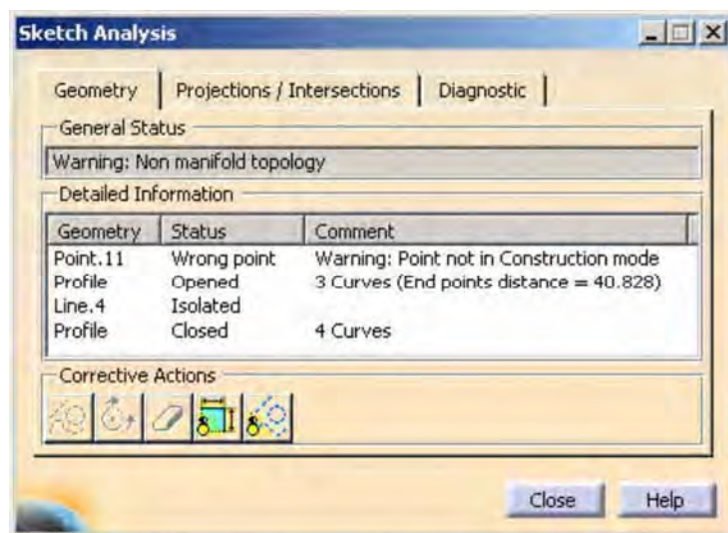 Sketch Analysis
Geometry Projections / Intersections Diagnostic
General Status
Warning: Non manifold topology
Detailed Information
Geometry Status Comment
Point.11 Wrong point Warning: Point not in Construction mode
Profile Opened 3 Curves (End points distance = 40.828)
Line.4 Isolated
Profile Closed 4 Curves
Corrective Actions
Close Help